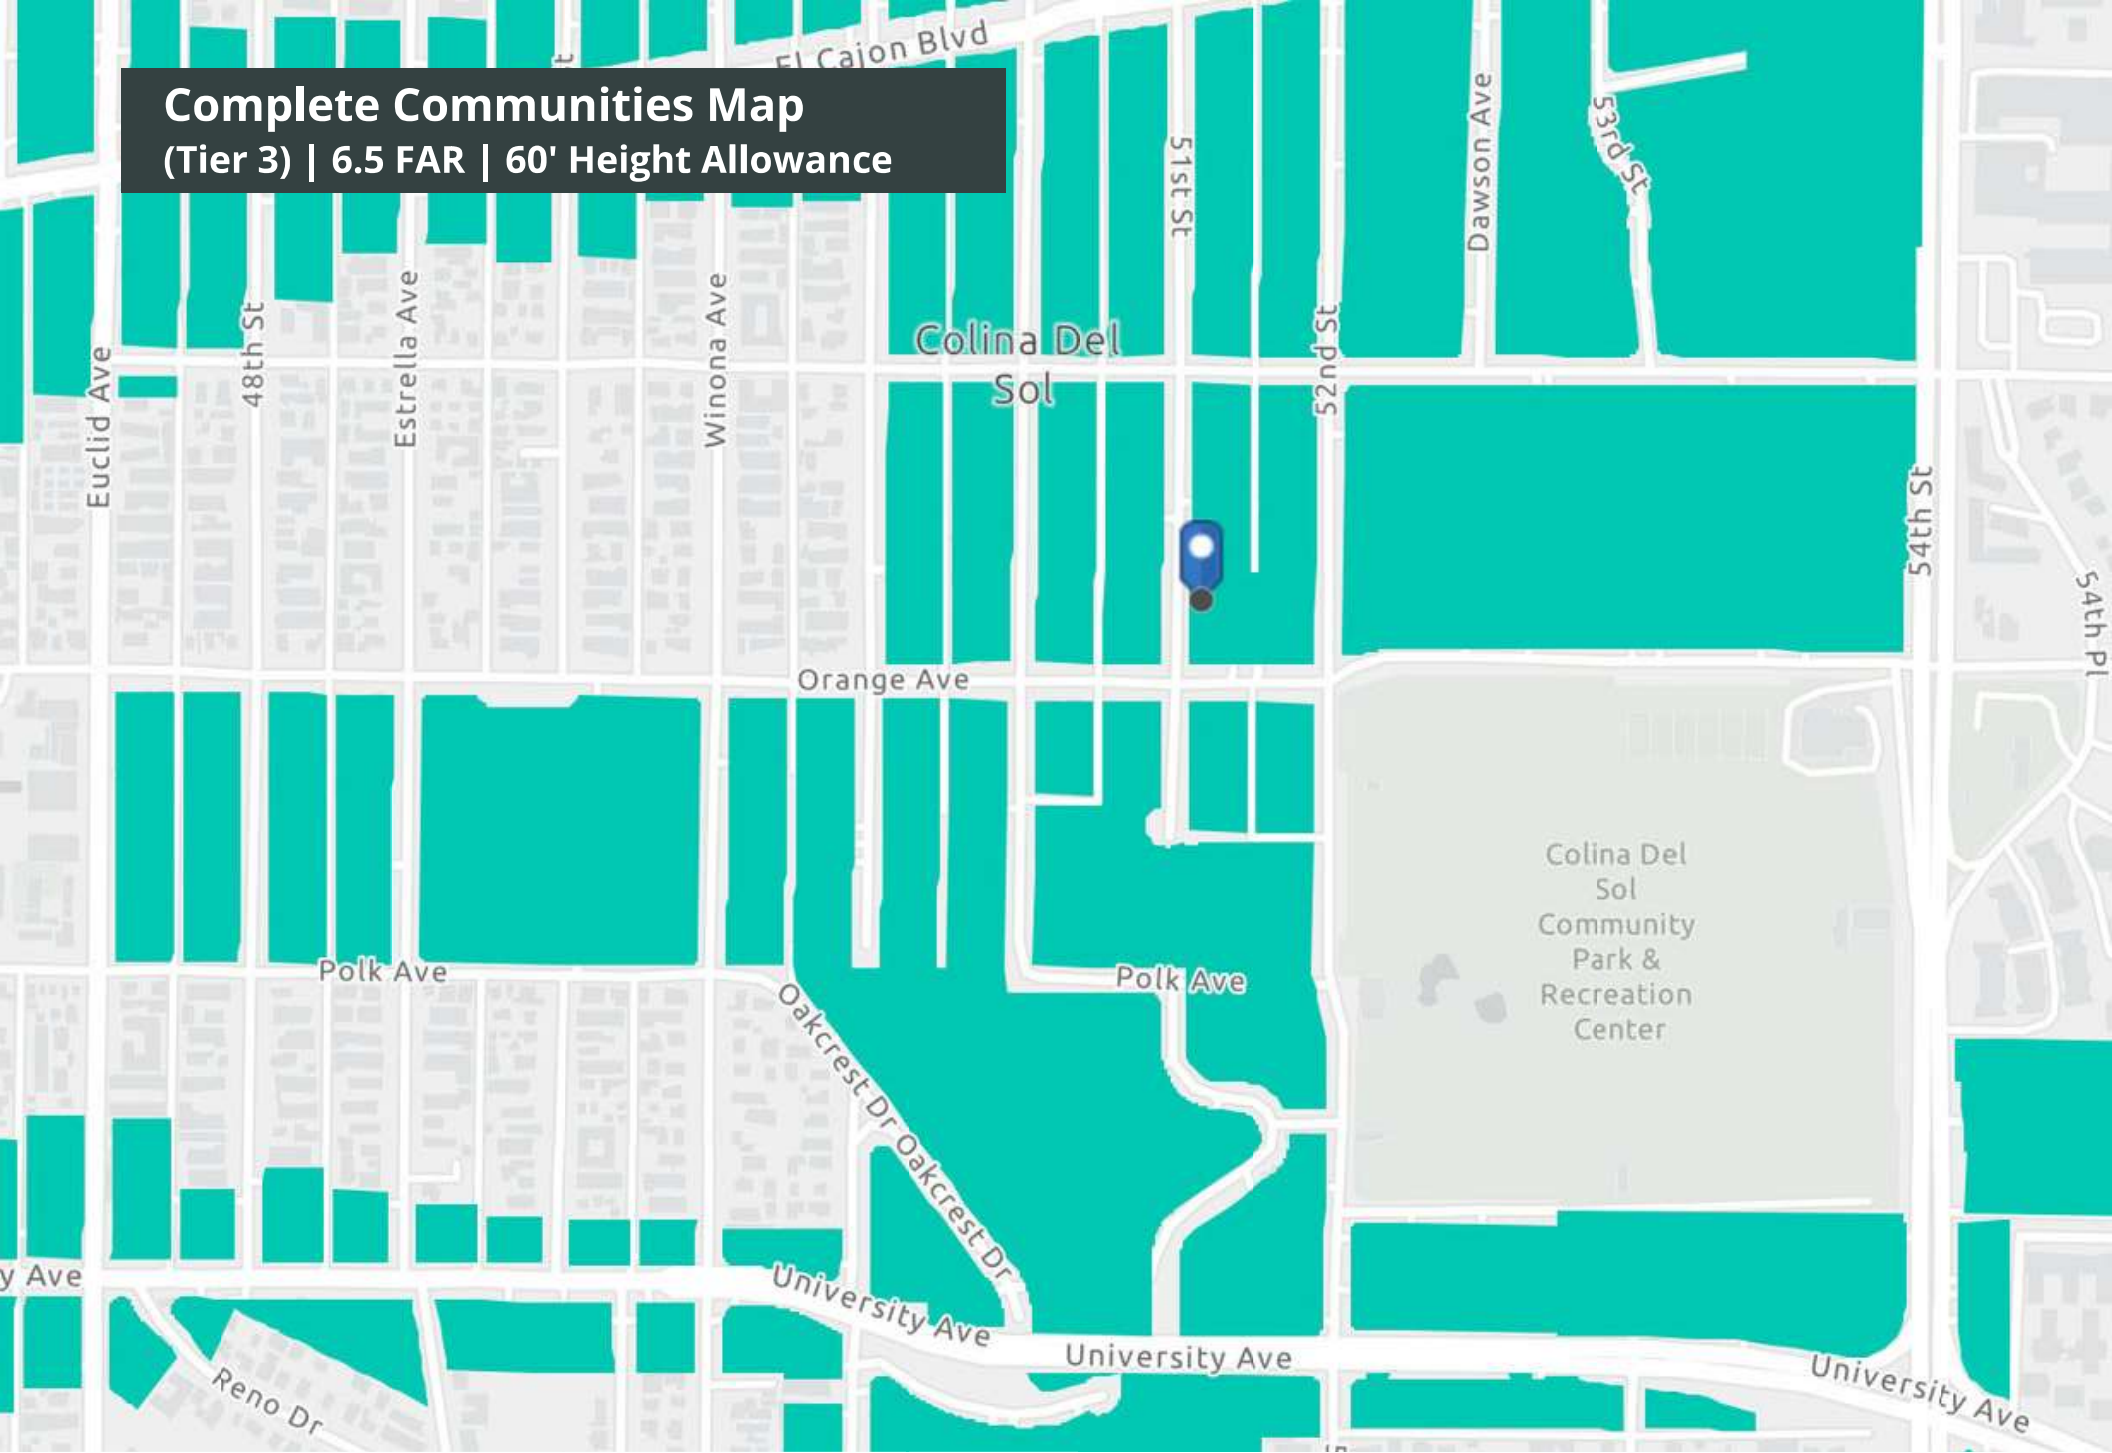 El Cajon Blvd
Complete Communities Map
(Tier 3) | 6.5 FAR | 60' Height Allowance
51st St
Dawson Ave
53rd St
48th St
Estrella Ave
Winona Ave
Colina Del
Sol
52nd St
Euclid Ave
54th St
54th Pl
Orange Ave
Colina Del
Sol
Community
Park &
Recreation
Center
Polk Ave
Polk Ave
Oakcrest Dr
Oakcrest Dr
y Ave
University Ave
University Ave
University Ave
Reno Dr